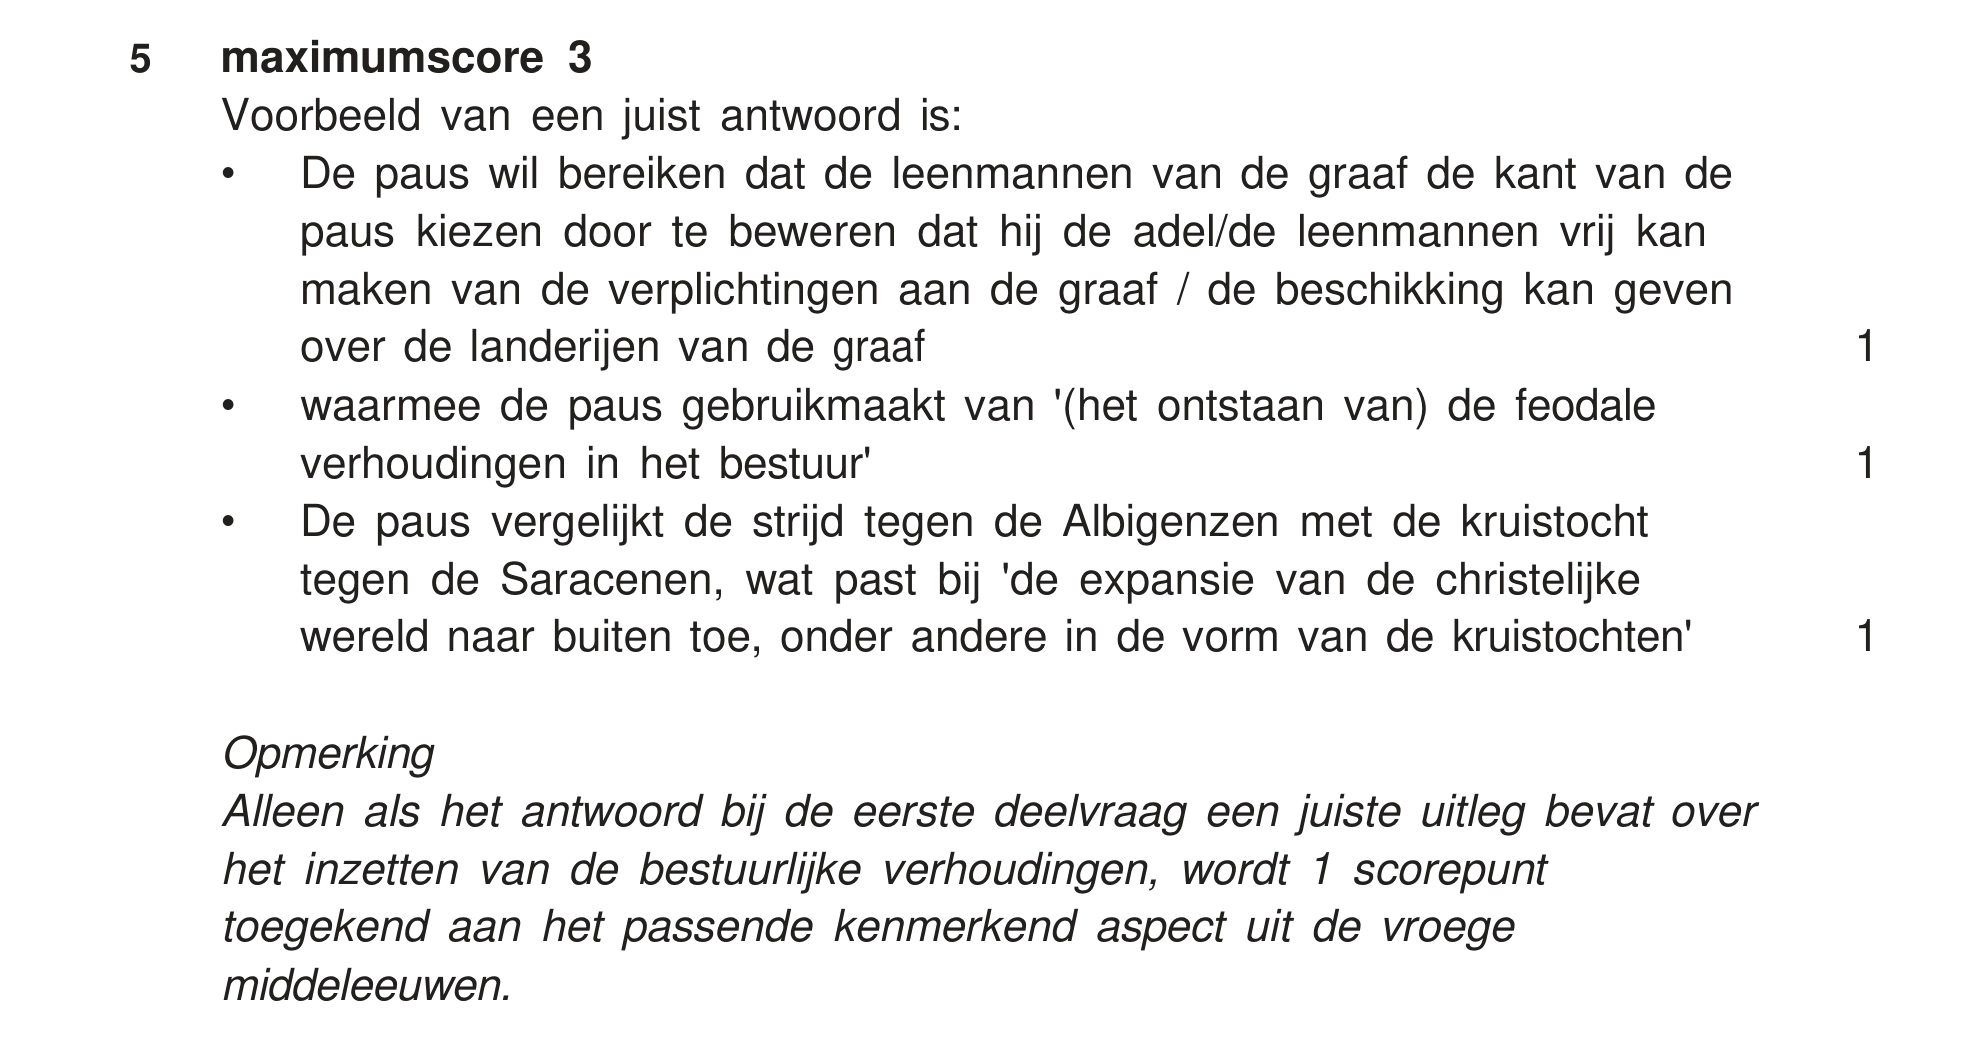 5 maximumscore 3
Voorbeeld van een juist antwoord is:
• De paus wil bereiken dat de leenmannen van de graaf de kant van de
paus kiezen door te beweren dat hij de adel/de leenmannen vrij kan
maken van de verplichtingen aan de graaf / de beschikking kan geven
over de landerijen van de graaf 1
• waarmee de paus gebruikmaakt van '(het ontstaan van) de feodale
verhoudingen in het bestuur' 1
• De paus vergelijkt de strijd tegen de Albigenzen met de kruistocht
tegen de Saracenen, wat past bij 'de expansie van de christelijke
wereld naar buiten toe, onder andere in de vorm van de kruistochten' 1
Opmerking
Alleen als het antwoord bij de eerste deelvraag een juiste uitleg bevat over
het inzetten van de bestuurlijke verhoudingen, wordt 1 scorepunt
toegekend aan het passende kenmerkend aspect uit de vroege
middeleeuwen.